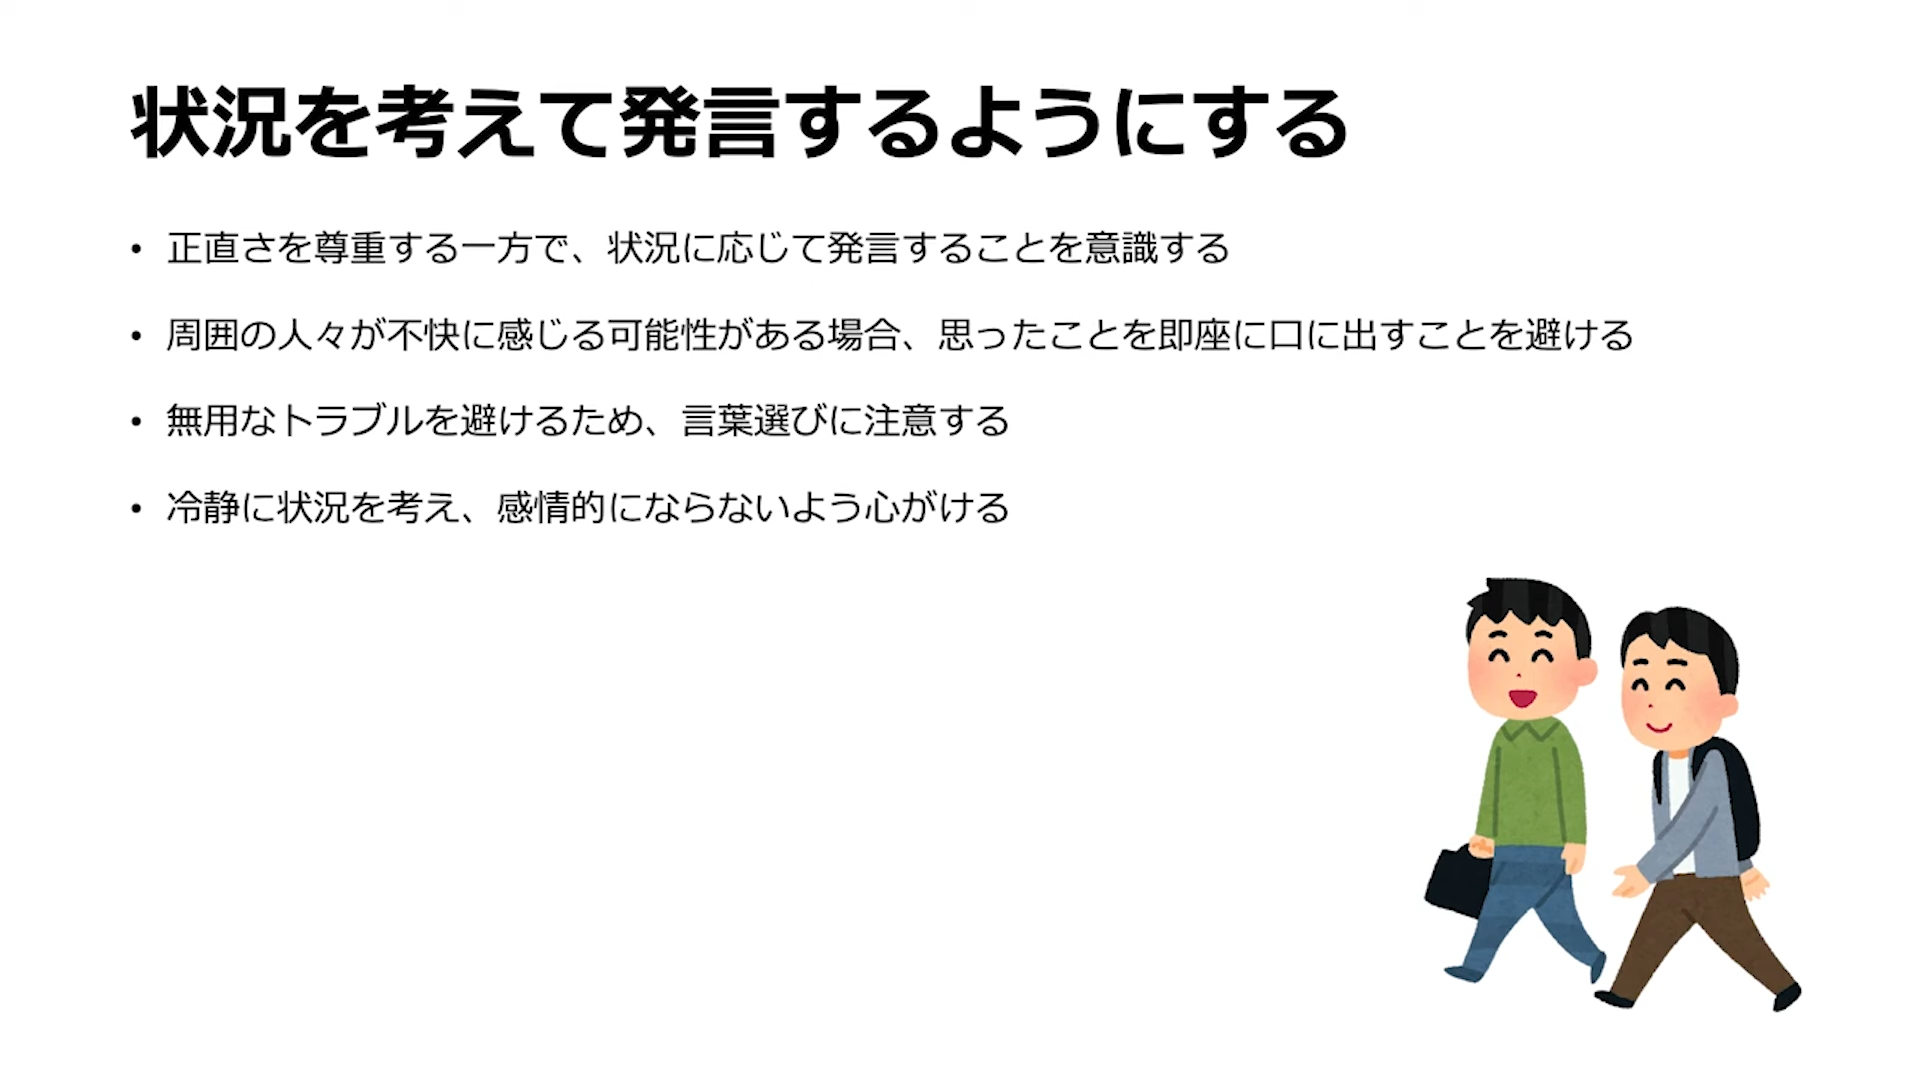 状況を考えて発言するようにする
• 正直さを尊重する一方で、状況に応じて発言することを意識する
• 周囲の人々が不快に感じる可能性がある場合、思ったことを即座に口に出すことを避ける
• 無用なトラブルを避けるため、言葉選びに注意する
• 冷静に状況を考え、感情的にならないよう心がける